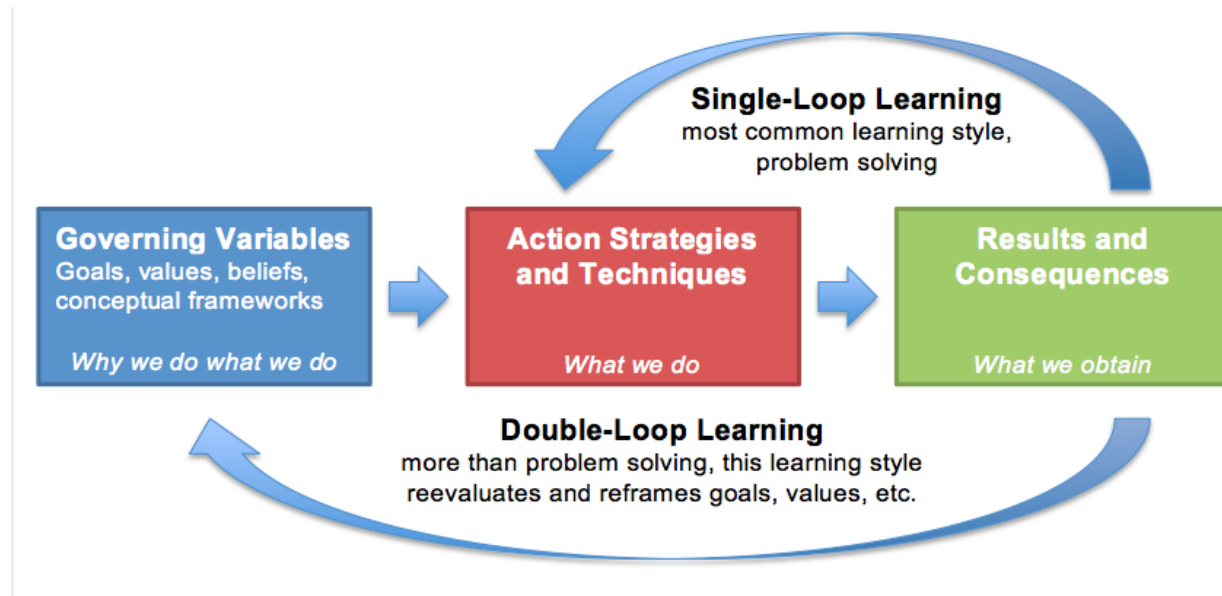 Single-Loop Learning
most common learning style,
problem solving
Governing Variables
Goals, values, beliefs,
conceptual frameworks
Why we do what we do
Action Strategies
and Techniques
What we do
Results and
Consequences
What we obtain
Double-Loop Learning
more than problem solving, this learning style
reevaluates and reframes goals, values, etc.